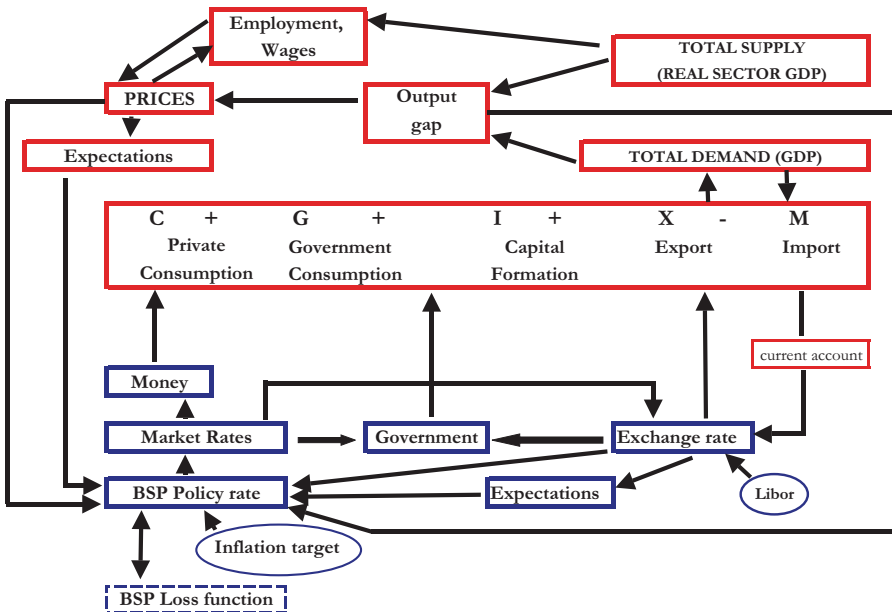 Employment,
Wages
TOTAL SUPPLY
(REAL SECTOR GDP)
PRICES
Output
gap
Expectations
TOTAL DEMAND (GDP)
C + G + I + X - M
Private Government Capital Export Import
Consumption Consumption Formation
current account
Money
Market Rates
Government
Exchange rate
BSP Policy rate
Expectations
Libor
Inflation target
BSP Loss function